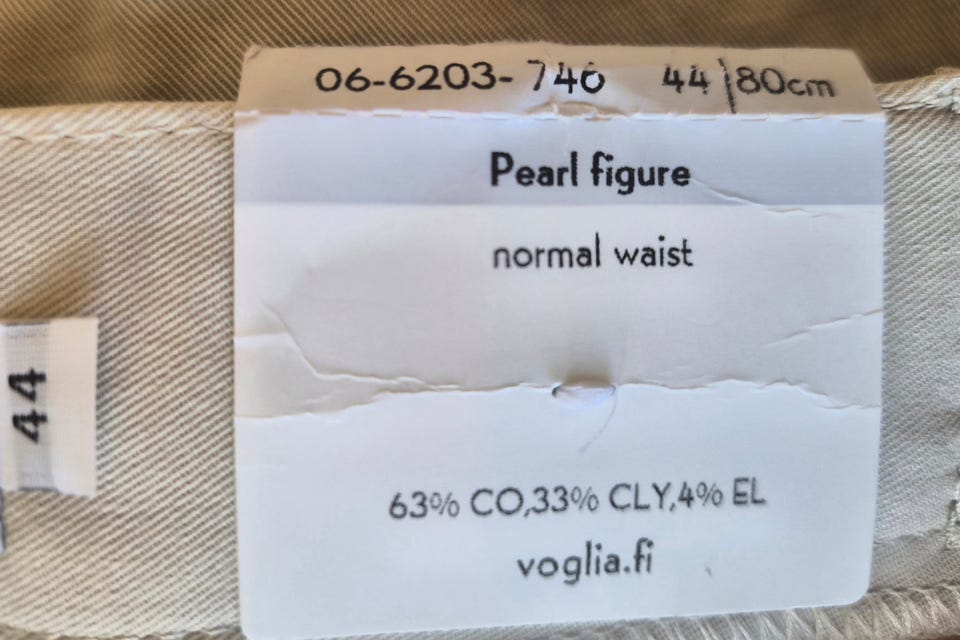 06-6203- 746 44 80cm
Pearl figure
normal waist
63% CO,33% CLY,4% EL
voglia.fi
44